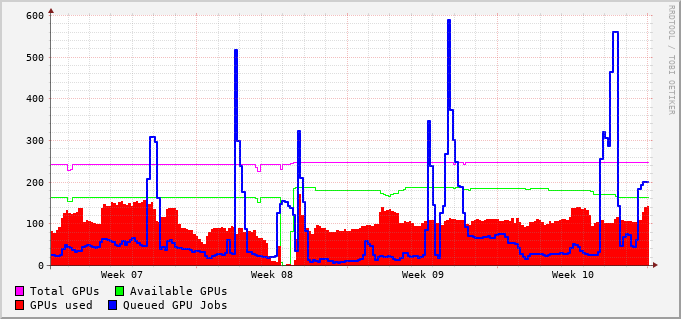 600
500
400
300
200
100
0
Week 07 Week 08 Week 09 Week 10
Total GPUs Available GPUs
GPUs used Queued GPU Jobs
RRDTOOL / TOBI OETIKER